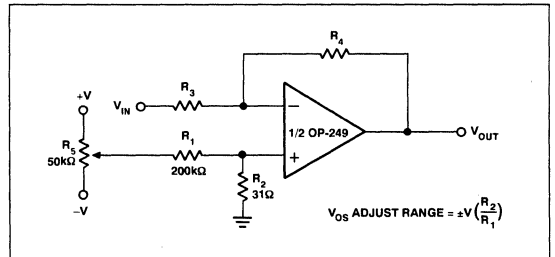 R4
+V
R3
VIN
R5
50kΩ
R1
200kΩ
−
1/2 OP-249
+
VOUT
R2
31Ω
−V
VOS ADJUST RANGE = ±V(R2/R1)